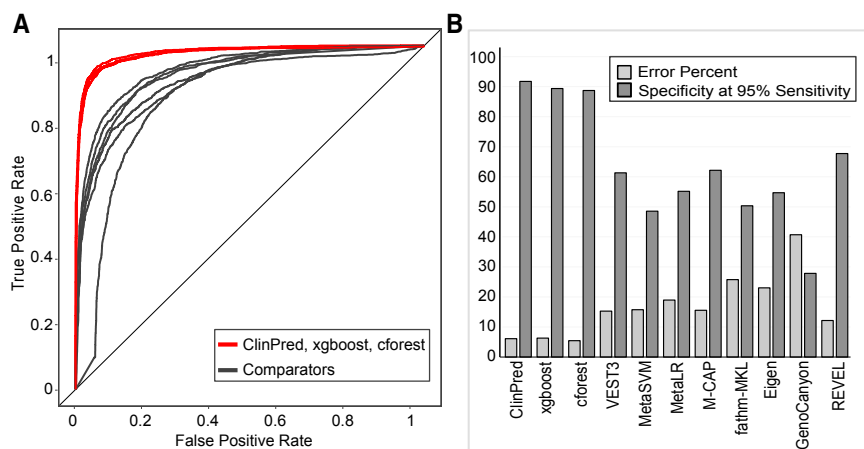 A
True Positive Rate
1
0.8
0.6
0.4
0.2
0
0 0.2 0.4 0.6 0.8 1
False Positive Rate
ClinPred, xgboost, cforest
Comparators
B
100
90
80
70
60
50
40
30
20
10
0
Error Percent
Specificity at 95% Sensitivity
ClinPred
xgboost
cforest
VEST3
MetaSVM
MetaLR
M-CAP
fathm-MKL
Eigen
GenoCanyon
REVEL